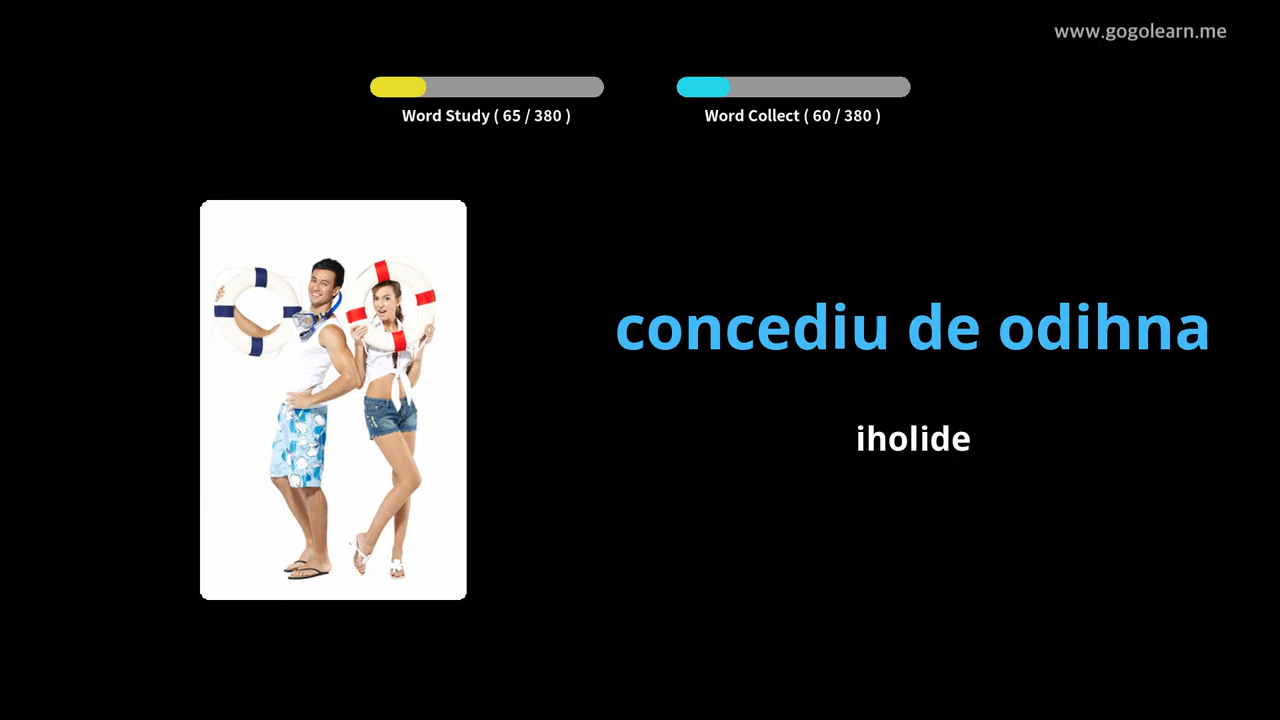 www.gogolearn.me
Word Study ( 65 / 380 )
Word Collect ( 60 / 380 )
concediu de odihna
iholide